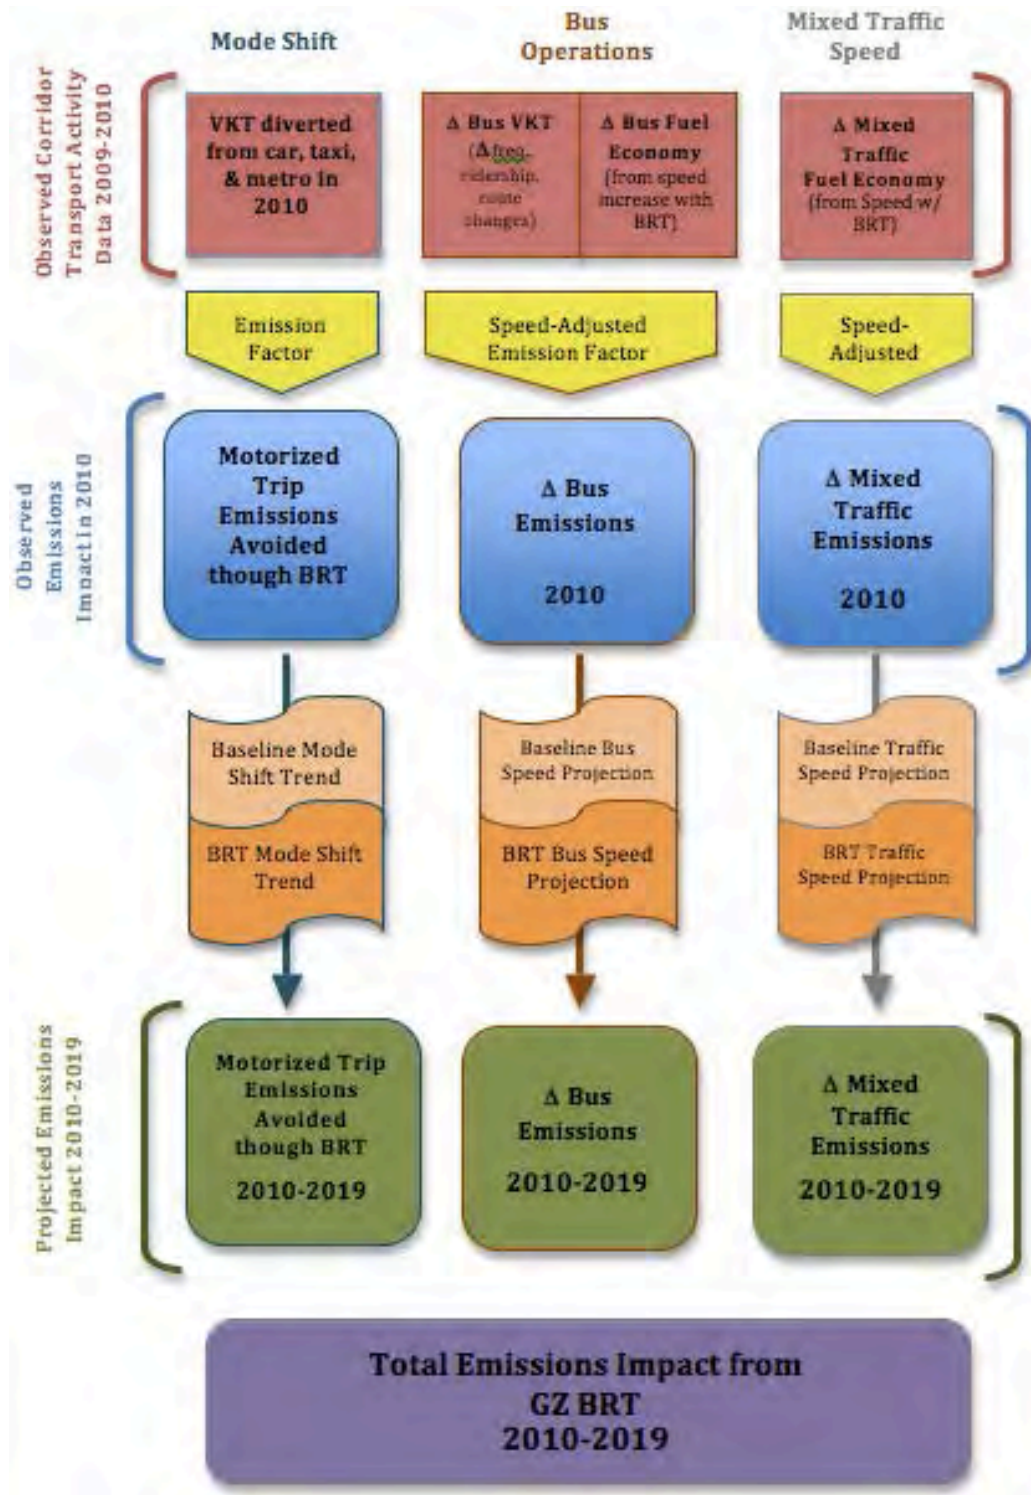 Mode Shift
Bus
Operations
Mixed Traffic
Speed
Observed Corridor
Transport Activity
Data 2009-2010
VKT diverted
from car, taxi,
& metro in
2010
Δ Bus VKT
(Δfreq.,
ridership,
route
changes)
Δ Bus Fuel
Economy
(from speed
increase with
BRT)
Δ Mixed
Traffic
Fuel Economy
(from Speed w/
BRT)
Emission
Factor
Speed-Adjusted
Emission Factor
Speed-
Adjusted
Observed
Emissions
Impact in 2010
Motorized
Trip
Emissions
Avoided
though BRT
Δ Bus
Emissions
2010
Δ Mixed
Traffic
Emissions
2010
Baseline Mode
Shift Trend
BRT Mode Shift
Trend
Baseline Bus
Speed Projection
BRT Bus Speed
Projection
Baseline Traffic
Speed Projection
BRT Traffic
Speed Projection
Projected Emissions
Impact 2010-2019
Motorized Trip
Emissions
Avoided
though BRT
2010-2019
Δ Bus
Emissions
2010-2019
Δ Mixed
Traffic
Emissions
2010-2019
Total Emissions Impact from
GZ BRT
2010-2019